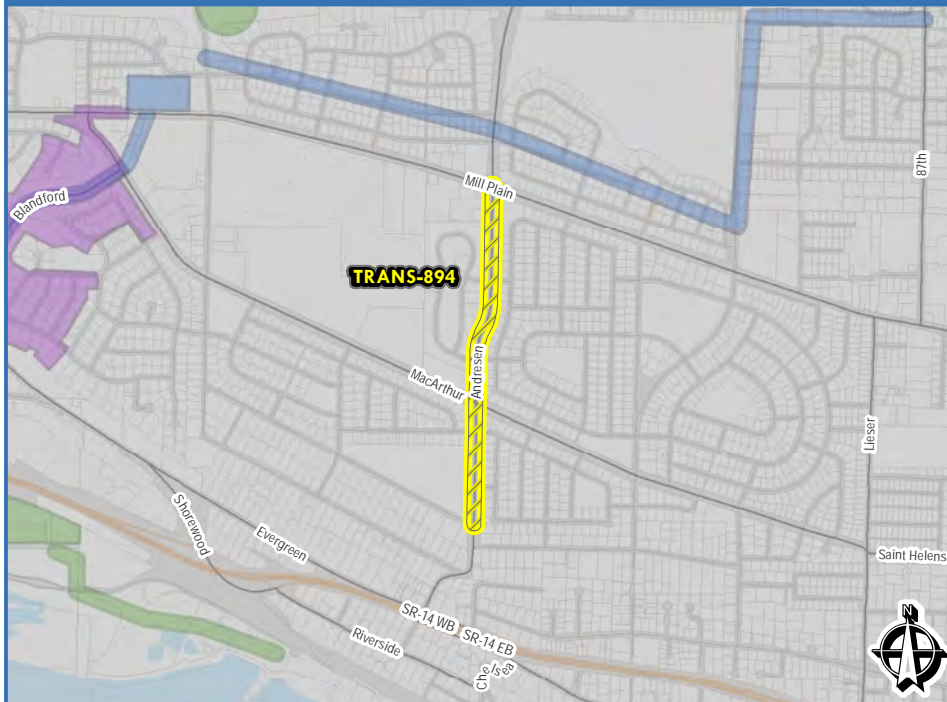 Mill Plain
87th
Blandford
TRANS-894
Andresen
MacArthur
Lieser
Shorewood
Evergreen
Saint Helens
SR-14 WB
SR-14 EB
Riverside
Chelsea
N